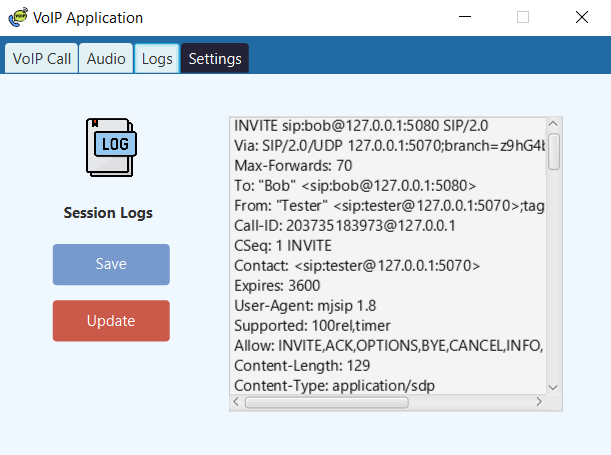 VoIP Application
VoIP Call Audio Logs Settings
LOG
Session Logs
Save
Update
INVITE sip:bob@127.0.0.1:5080 SIP/2.0
Via: SIP/2.0/UDP 127.0.0.1:5070;branch=z9hG4b
Max-Forwards: 70
To: "Bob" <sip:bob@127.0.0.1:5080>
From: "Tester" <sip:tester@127.0.0.1:5070>;tag
Call-ID: 203735183973@127.0.0.1
CSeq: 1 INVITE
Contact: <sip:tester@127.0.0.1:5070>
Expires: 3600
User-Agent: mjsip 1.8
Supported: 100rel,timer
Allow: INVITE,ACK,OPTIONS,BYE,CANCEL,INFO,
Content-Length: 129
Content-Type: application/sdp